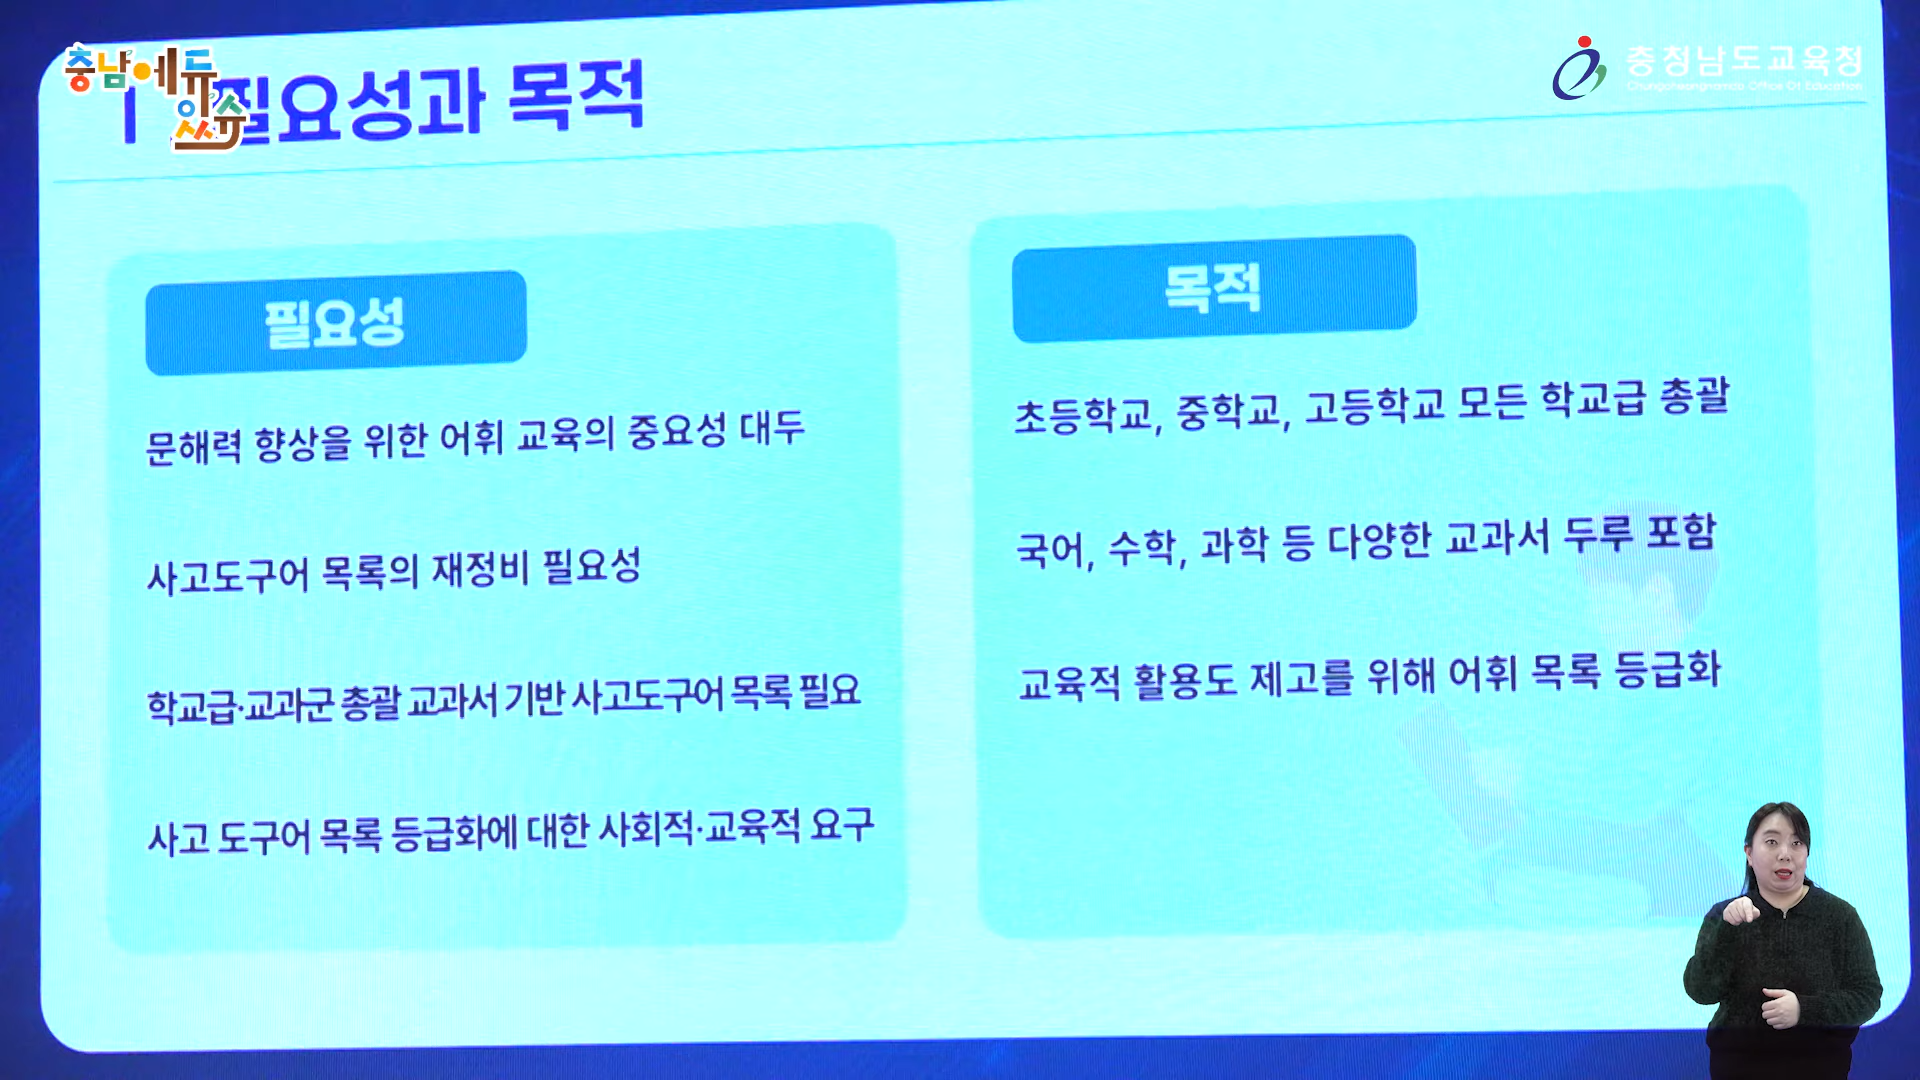 충남에듀
이쓔
Ⅰ 필요성과 목적
충청남도교육청
Chungcheongnamdo Office Of Education
필요성
문해력 향상을 위한 어휘 교육의 중요성 대두
사고도구어 목록의 재정비 필요성
학교급·교과군 총괄 교과서 기반 사고도구어 목록 필요
사고 도구어 목록 등급화에 대한 사회적·교육적 요구
목적
초등학교, 중학교, 고등학교 모든 학교급 총괄
국어, 수학, 과학 등 다양한 교과서 두루 포함
교육적 활용도 제고를 위해 어휘 목록 등급화